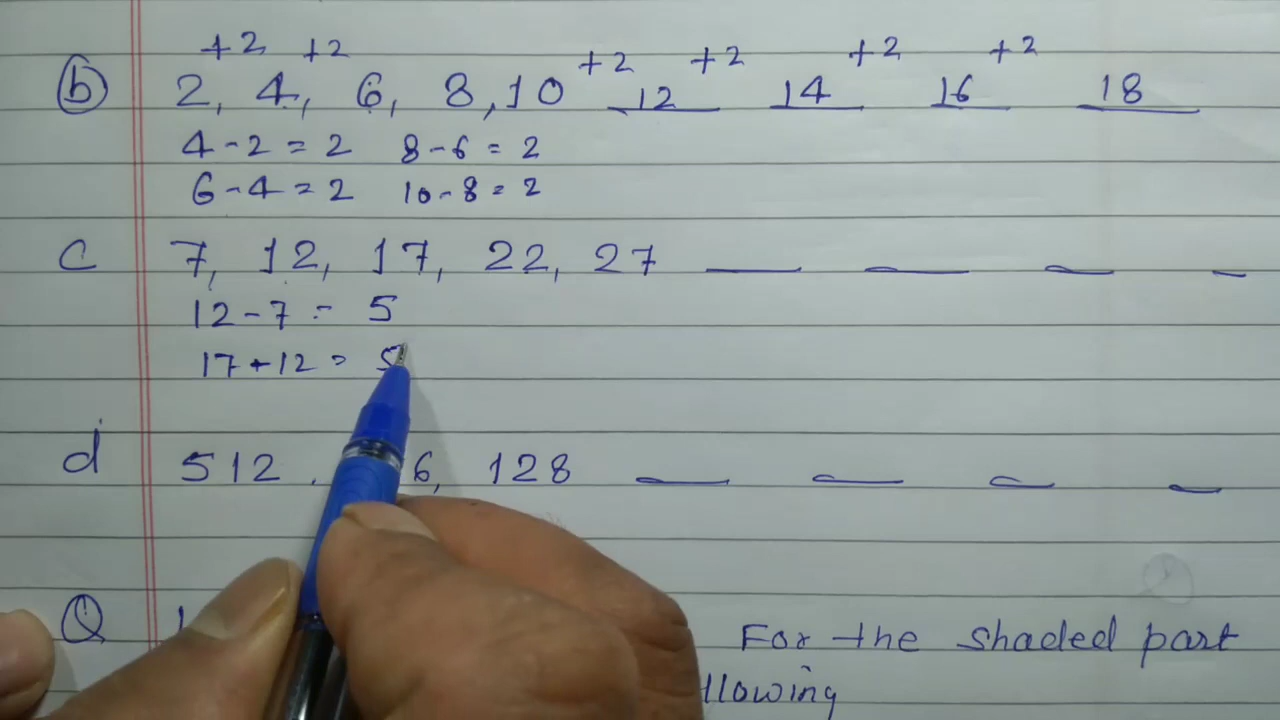 +2 +2 +2 +2 +2 +2
b 2, 4, 6, 8, 10 12 14 16 18
4 - 2 = 2 8 - 6 = 2
6 - 4 = 2 10 - 8 = 2
c 7, 12, 17, 22, 27
12 - 7 = 5
17 + 12 = 5
d 512 6, 128
Q For the shaded part
llowing